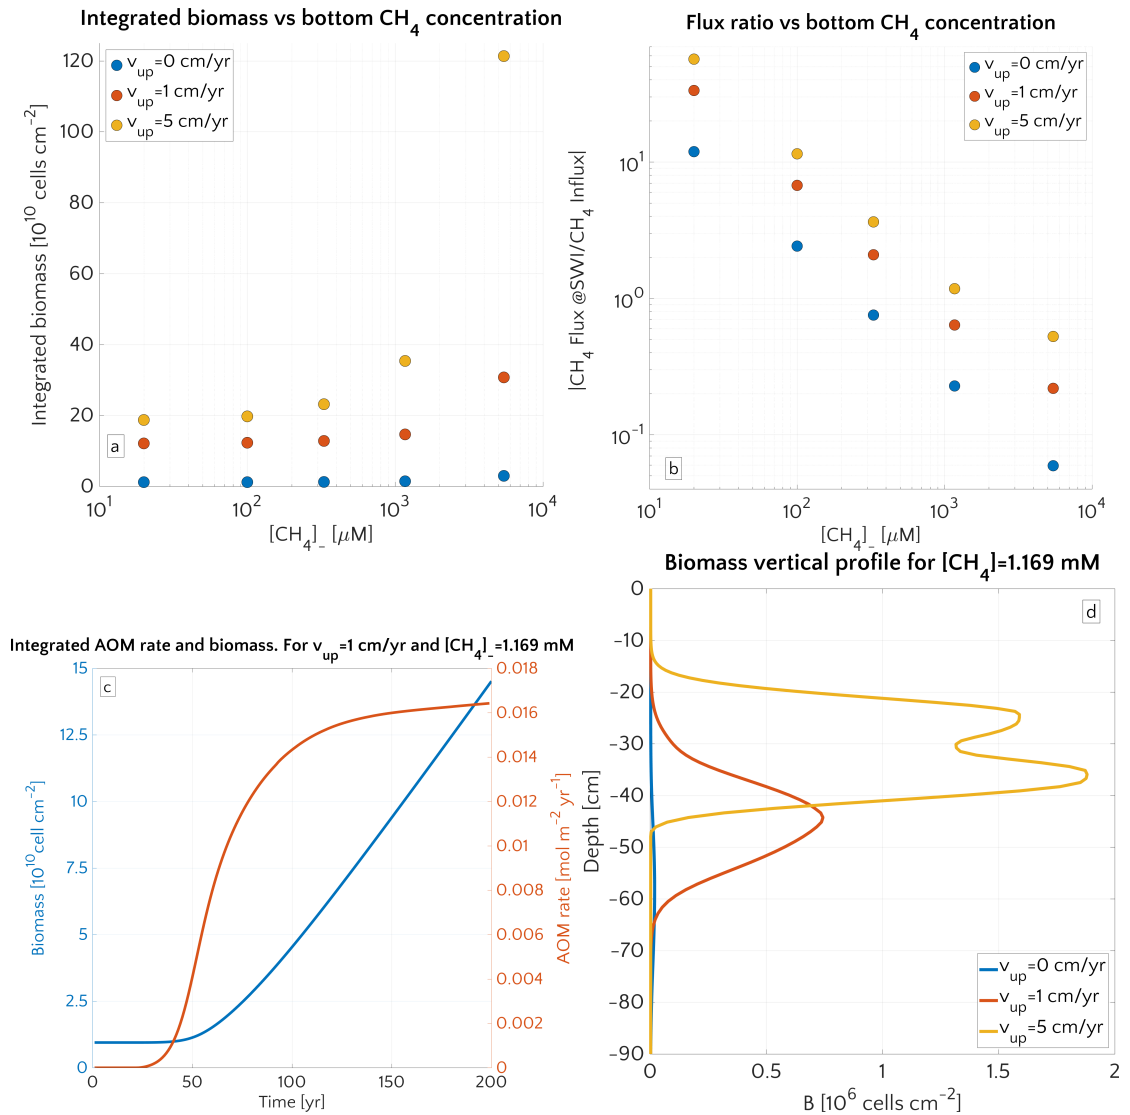 Integrated biomass vs bottom CH4 concentration
120
100
80
60
40
20
0
Integrated biomass [10^10 cells cm^-2]
v_up=0 cm/yr
v_up=1 cm/yr
v_up=5 cm/yr
a
10^1 10^2 10^3 10^4
[CH4]_- [μM]
Flux ratio vs bottom CH4 concentration
10^1
10^0
10^-1
|CH4 Flux @SWI/CH4 Influx|
v_up=0 cm/yr
v_up=1 cm/yr
v_up=5 cm/yr
b
10^1 10^2 10^3 10^4
[CH4]_- [μM]
Integrated AOM rate and biomass. For v_up=1 cm/yr and [CH4]_-=1.169 mM
15
12.5
10
7.5
5
2.5
0
Biomass [10^10 cell cm^-2]
c
0.018
0.016
0.014
0.012
0.01
0.008
0.006
0.004
0.002
0
AOM rate [mol m^-2 yr^-1]
0 50 100 150 200
Time [yr]
Biomass vertical profile for [CH4]=1.169 mM
0
-10
-20
-30
-40
-50
-60
-70
-80
-90
Depth [cm]
d
v_up=0 cm/yr
v_up=1 cm/yr
v_up=5 cm/yr
0 0.5 1 1.5 2
B [10^6 cells cm^-2]